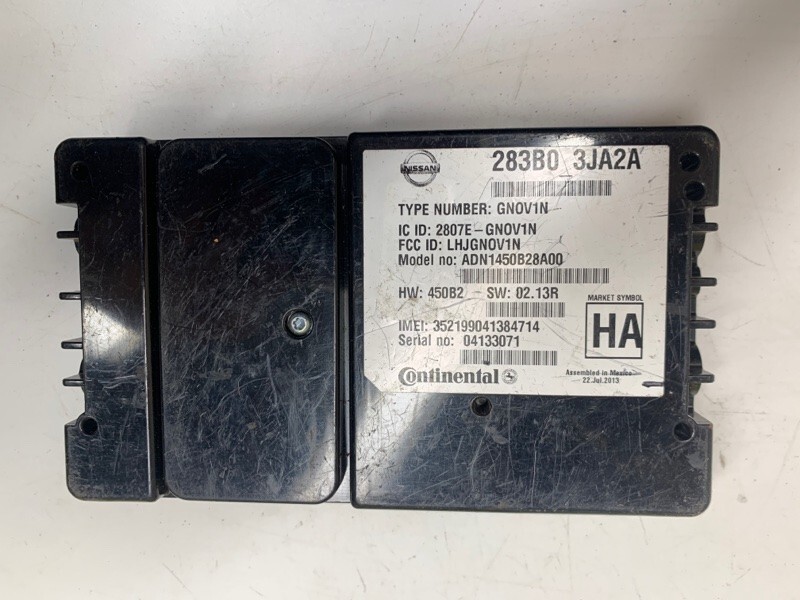 NISSAN
283B0 3JA2A
TYPE NUMBER: GNOV1N
IC ID: 2807E-GNOV1N
FCC ID: LHJGNOV1N
Model no: ADN1450B28A00
HW: 450B2 - SW: 02.13R
MARKET SYMBOL
HA
IMEI: 352199041384714
Serial no: 04133071
Continental
Assembled in Mexico
22.Jul.2013